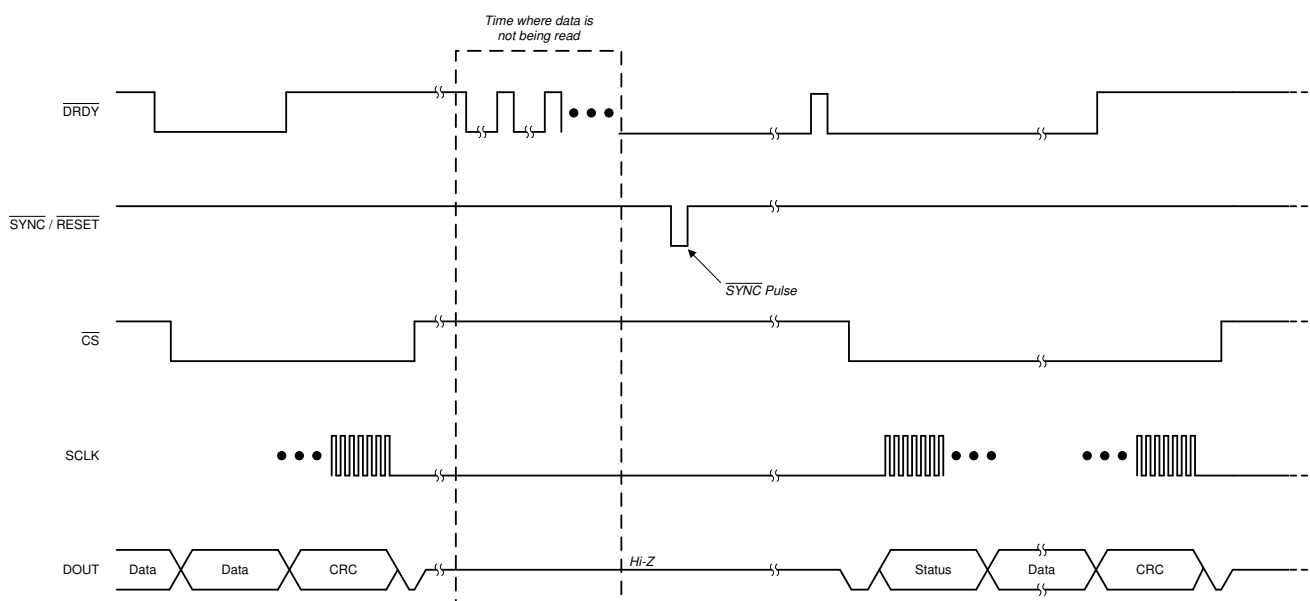 Time where data is
not being read
DRDY
SYNC / RESET
SYNC Pulse
CS
SCLK
Hi-Z
DOUT
Data
Data
CRC
Status
Data
CRC